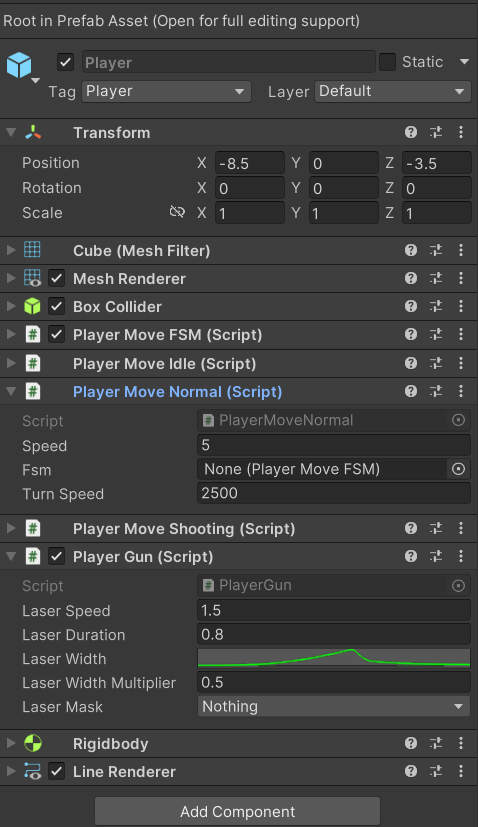 Root in Prefab Asset (Open for full editing support)
Player Static
Tag Player Layer Default
Transform
Position X -8.5 Y 0 Z -3.5
Rotation X 0 Y 0 Z 0
Scale X 1 Y 1 Z 1
Cube (Mesh Filter)
Mesh Renderer
Box Collider
Player Move FSM (Script)
Player Move Idle (Script)
Player Move Normal (Script)
Script PlayerMoveNormal
Speed 5
Fsm None (Player Move FSM)
Turn Speed 2500
Player Move Shooting (Script)
Player Gun (Script)
Script PlayerGun
Laser Speed 1.5
Laser Duration 0.8
Laser Width
Laser Width Multiplier 0.5
Laser Mask Nothing
Rigidbody
Line Renderer
Add Component